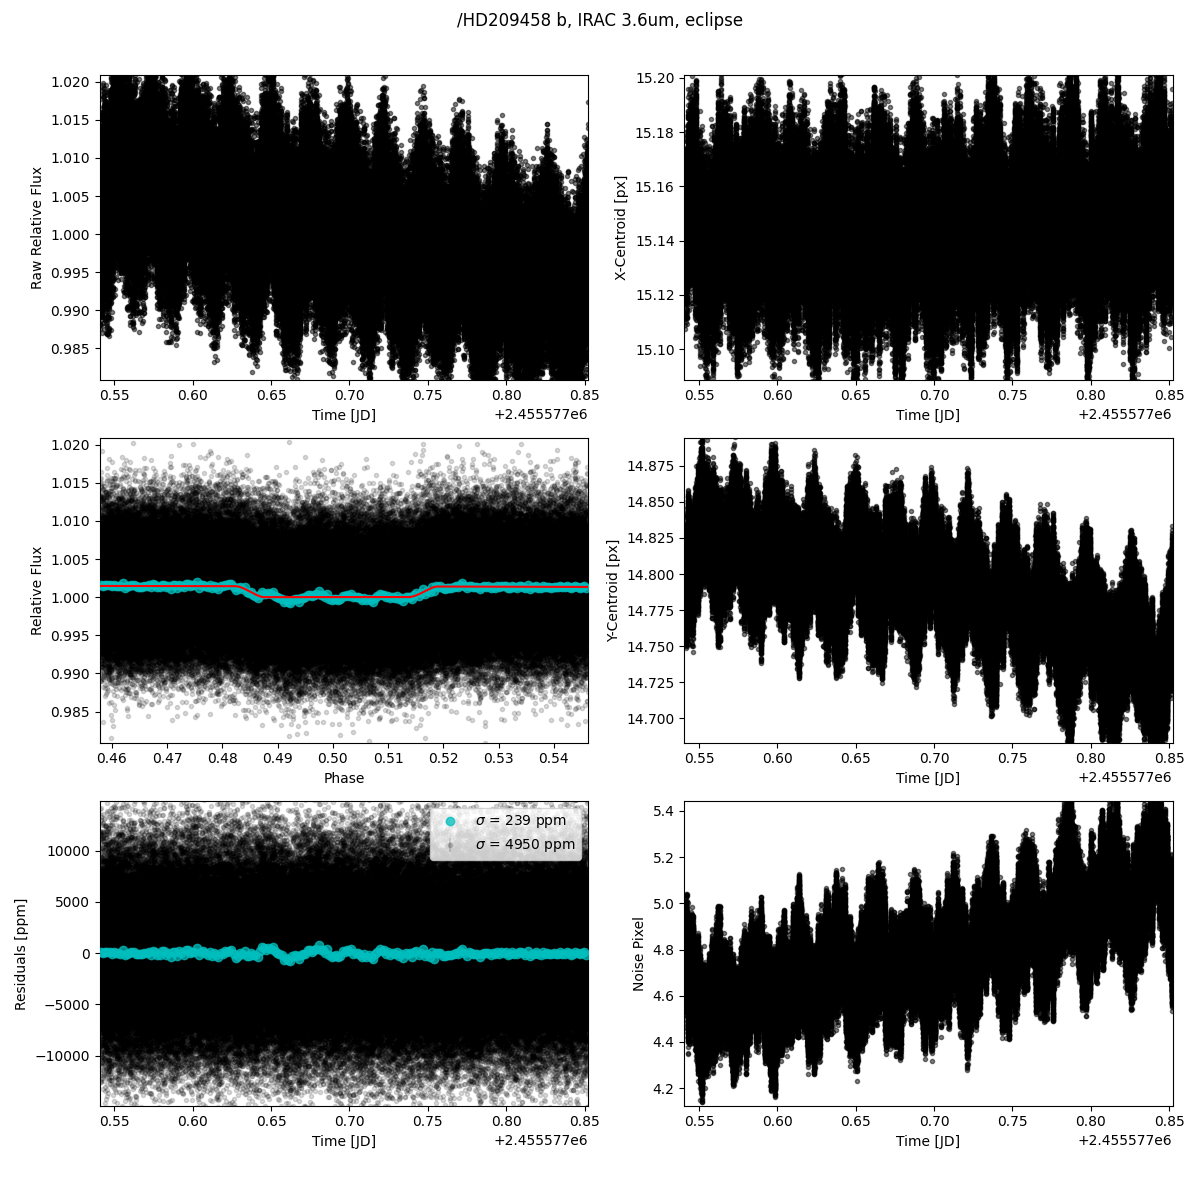 /HD209458 b, IRAC 3.6um, eclipse
Raw Relative Flux
1.020
1.015
1.010
1.005
1.000
0.995
0.990
0.985
0.55 0.60 0.65 0.70 0.75 0.80 0.85
Time [JD]
+2.455577e6
X-Centroid [px]
15.20
15.18
15.16
15.14
15.12
15.10
0.55 0.60 0.65 0.70 0.75 0.80 0.85
Time [JD]
+2.455577e6
Relative Flux
1.020
1.015
1.010
1.005
1.000
0.995
0.990
0.985
0.46 0.47 0.48 0.49 0.50 0.51 0.52 0.53 0.54
Phase
Y-Centroid [px]
14.875
14.850
14.825
14.800
14.775
14.750
14.725
14.700
0.55 0.60 0.65 0.70 0.75 0.80 0.85
Time [JD]
+2.455577e6
Residuals [ppm]
10000
5000
0
−5000
−10000
σ = 239 ppm
σ = 4950 ppm
0.55 0.60 0.65 0.70 0.75 0.80 0.85
Time [JD]
+2.455577e6
Noise Pixel
5.4
5.2
5.0
4.8
4.6
4.4
4.2
0.55 0.60 0.65 0.70 0.75 0.80 0.85
Time [JD]
+2.455577e6